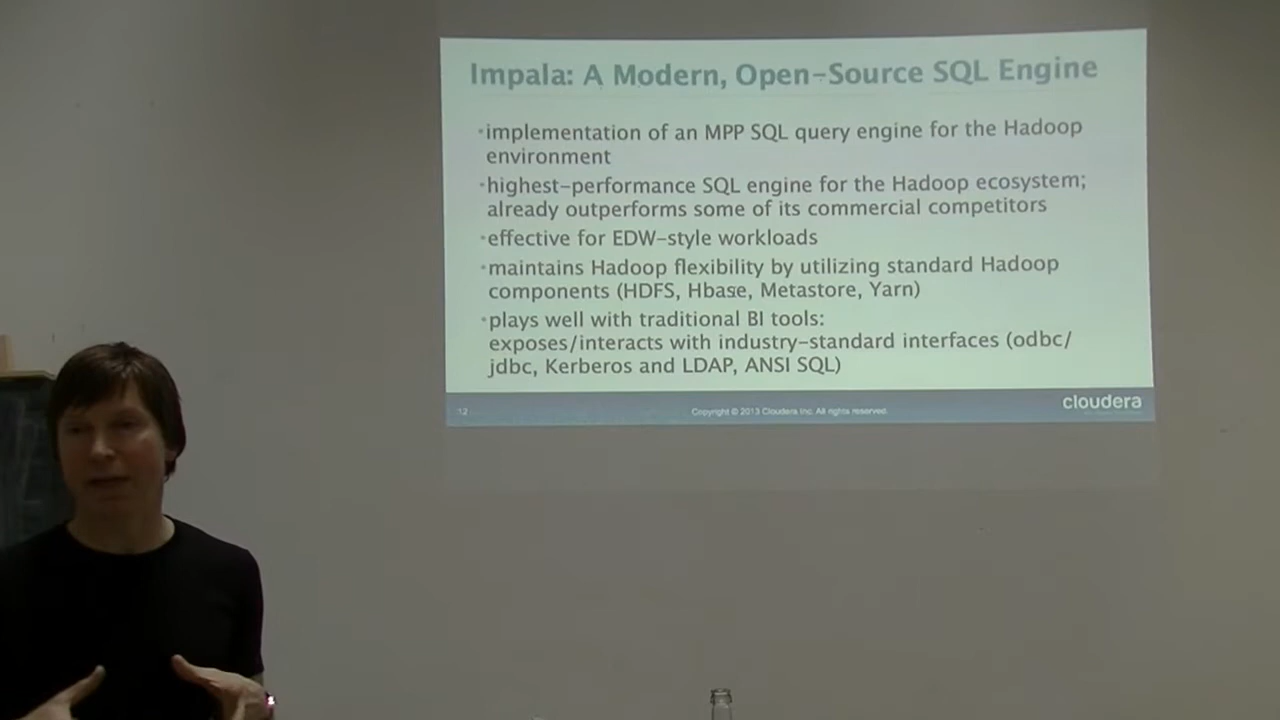 Impala: A Modern, Open-Source SQL Engine
•implementation of an MPP SQL query engine for the Hadoop
environment
•highest-performance SQL engine for the Hadoop ecosystem;
already outperforms some of its commercial competitors
•effective for EDW-style workloads
•maintains Hadoop flexibility by utilizing standard Hadoop
components (HDFS, Hbase, Metastore, Yarn)
•plays well with traditional BI tools:
exposes/interacts with industry-standard interfaces (odbc/
jdbc, Kerberos and LDAP, ANSI SQL)
12
Copyright © 2013 Cloudera Inc. All rights reserved.
cloudera